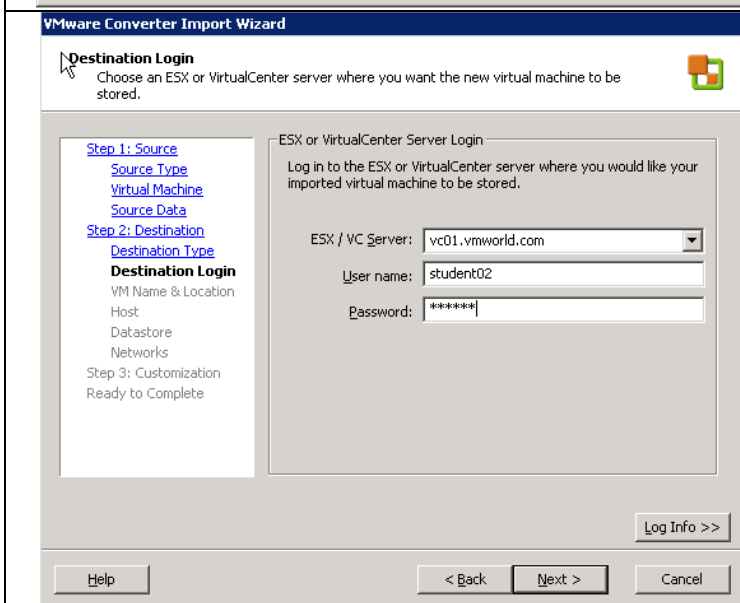 VMware Converter Import Wizard
Destination Login
Choose an ESX or VirtualCenter server where you want the new virtual machine to be
stored.
Step 1: Source
Source Type
Virtual Machine
Source Data
Step 2: Destination
Destination Type
Destination Login
VM Name & Location
Host
Datastore
Networks
Step 3: Customization
Ready to Complete
ESX or VirtualCenter Server Login
Log in to the ESX or VirtualCenter server where you would like your
imported virtual machine to be stored.
ESX / VC Server: vc01.vmworld.com
User name: student02
Password: ******
Log Info >>
Help
< Back
Next >
Cancel